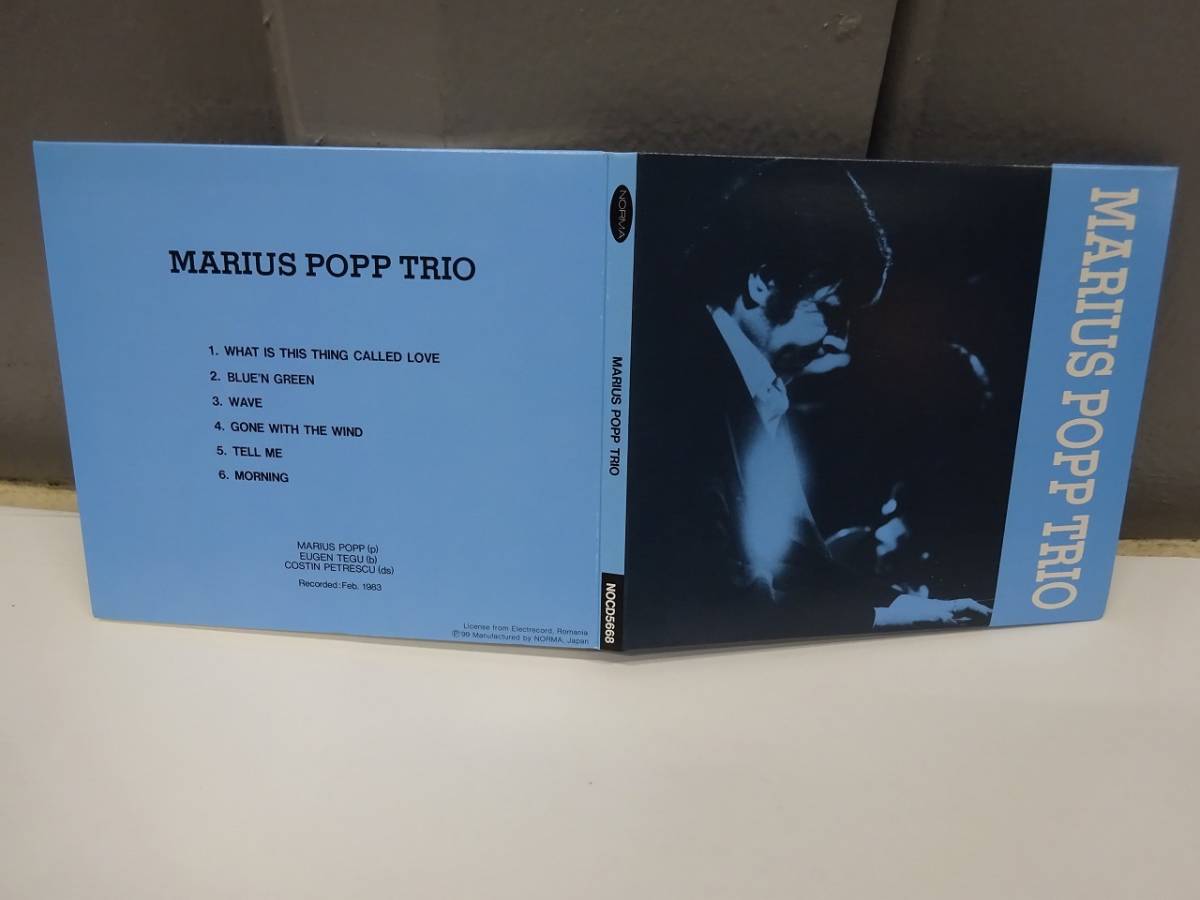 MARIUS POPP TRIO
1. WHAT IS THIS THING CALLED LOVE
2. BLUE'N GREEN
3. WAVE
4. GONE WITH THE WIND
5. TELL ME
6. MORNING
MARIUS POPP (p)
EUGEN TEGU (b)
COSTIN PETRESCU (ds)
Recorded: Feb. 1983
License from Electrecord, Romania
Ⓟ99 Manufactured by NORMA, Japan
NORMA
MARIUS POPP TRIO
NOCD5668
MARIUS POPP TRIO